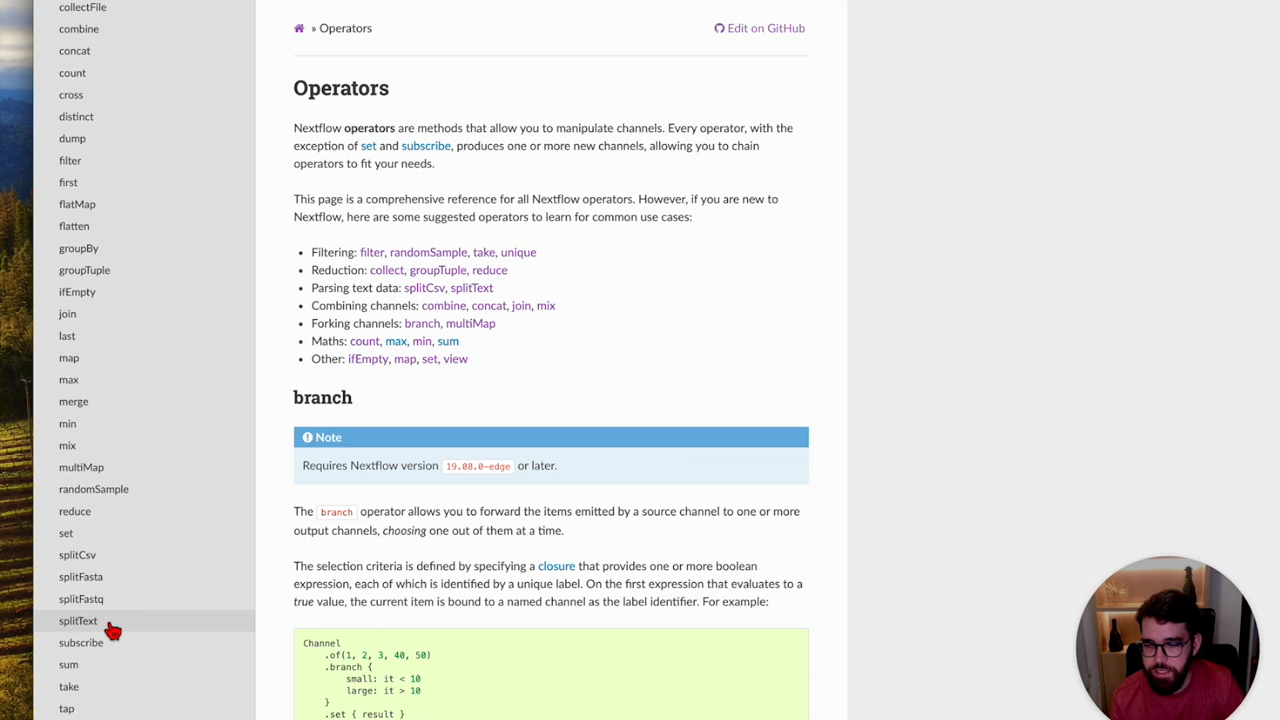 collectFile
combine
concat
count
cross
distinct
dump
filter
first
flatMap
flatten
groupBy
groupTuple
ifEmpty
join
last
map
max
merge
min
mix
multiMap
randomSample
reduce
set
splitCsv
splitFasta
splitFastq
splitText
subscribe
sum
take
tap
» Operators
Edit on GitHub
Operators
Nextflow operators are methods that allow you to manipulate channels. Every operator, with the
exception of set and subscribe, produces one or more new channels, allowing you to chain
operators to fit your needs.
This page is a comprehensive reference for all Nextflow operators. However, if you are new to
Nextflow, here are some suggested operators to learn for common use cases:
• Filtering: filter, randomSample, take, unique
• Reduction: collect, groupTuple, reduce
• Parsing text data: splitCsv, splitText
• Combining channels: combine, concat, join, mix
• Forking channels: branch, multiMap
• Maths: count, max, min, sum
• Other: ifEmpty, map, set, view
branch
Note
Requires Nextflow version 19.08.0-edge or later.
The branch operator allows you to forward the items emitted by a source channel to one or more
output channels, choosing one out of them at a time.
The selection criteria is defined by specifying a closure that provides one or more boolean
expression, each of which is identified by a unique label. On the first expression that evaluates to a
true value, the current item is bound to a named channel as the label identifier. For example:
Channel
.of(1, 2, 3, 40, 50)
.branch {
small: it < 10
large: it > 10
}
.set { result }